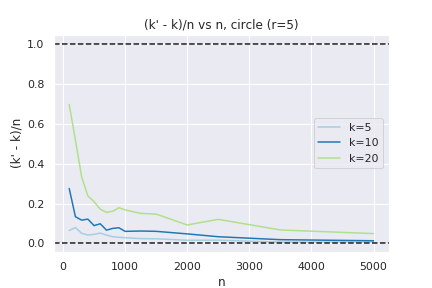 (k' - k)/n vs n, circle (r=5)
(k' - k)/n
1.0
0.8
0.6
0.4
0.2
0.0
k=5
k=10
k=20
0 1000 2000 3000 4000 5000
n